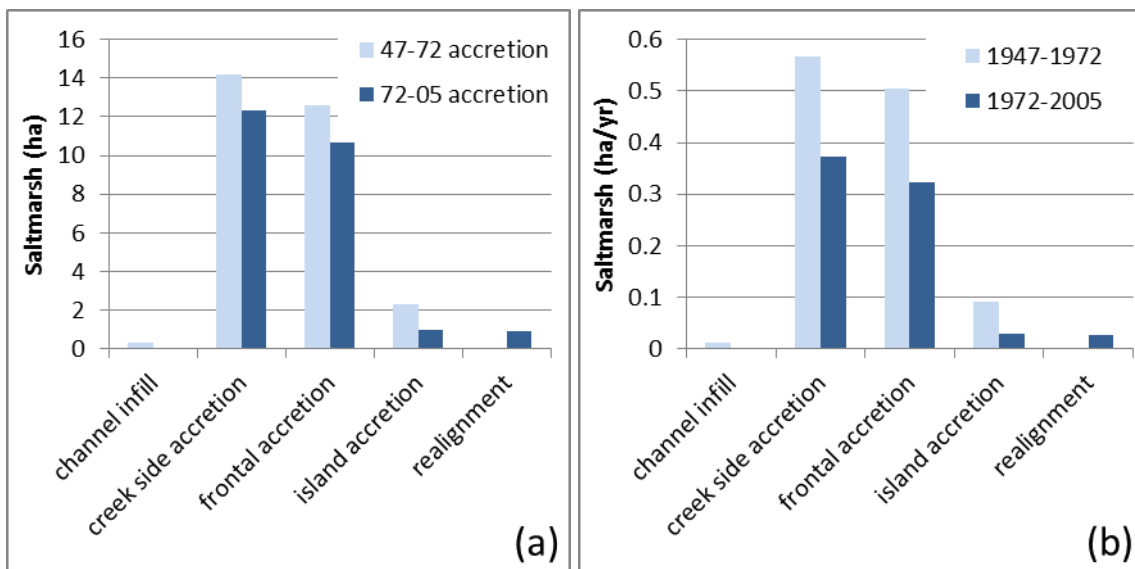 Saltmarsh (ha)
16
14
12
10
8
6
4
2
0
47-72 accretion
72-05 accretion
channel infill
creek side accretion
frontal accretion
island accretion
realignment
(a)
Saltmarsh (ha/yr)
0.6
0.5
0.4
0.3
0.2
0.1
0
1947-1972
1972-2005
channel infill
creek side accretion
frontal accretion
island accretion
realignment
(b)